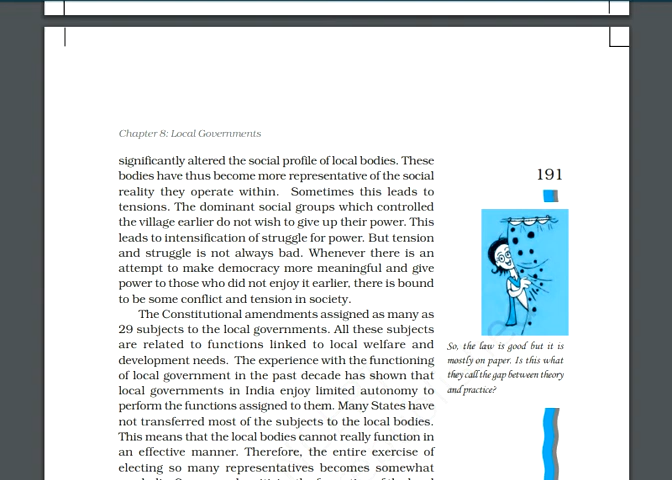 Chapter 8: Local Governments
significantly altered the social profile of local bodies. These
bodies have thus become more representative of the social
reality they operate within. Sometimes this leads to
tensions. The dominant social groups which controlled
the village earlier do not wish to give up their power. This
leads to intensification of struggle for power. But tension
and struggle is not always bad. Whenever there is an
attempt to make democracy more meaningful and give
power to those who did not enjoy it earlier, there is bound
to be some conflict and tension in society.
The Constitutional amendments assigned as many as
29 subjects to the local governments. All these subjects
are related to functions linked to local welfare and
development needs. The experience with the functioning
of local government in the past decade has shown that
local governments in India enjoy limited autonomy to
perform the functions assigned to them. Many States have
not transferred most of the subjects to the local bodies.
This means that the local bodies cannot really function in
an effective manner. Therefore, the entire exercise of
electing so many representatives becomes somewhat
191
So, the law is good but it is
mostly on paper. Is this what
they call the gap between theory
and practice?